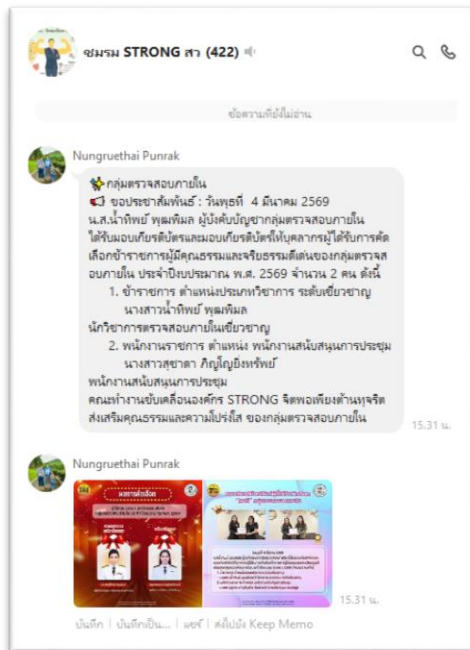 ชมรม STRONG สว (422)
ข้อความที่ยังไม่อ่าน
Nungruethai Punrak
กลุ่มตรวจสอบภายใน
ขอประชาสัมพันธ์ : วันพุธที่ 4 มีนาคม 2569
น.ส.น้ำทิพย์ พุฒพิมล ผู้บังคับบัญชากลุ่มตรวจสอบภายใน
ได้รับมอบเกียรติบัตรและมอบเกียรติบัตรให้บุคลากรผู้ได้รับการคัด
เลือกข้าราชการผู้มีคุณธรรมและจริยธรรมดีเด่นของกลุ่มตรวจส
อบภายใน ประจำปีงบประมาณ พ.ศ. 2569 จำนวน 2 คน ดังนี้
1. ข้าราชการ ตำแหน่งประเภทวิชาการ ระดับเชี่ยวชาญ
นางสาวน้ำทิพย์ พุฒพิมล
นักวิชาการตรวจสอบภายในเชี่ยวชาญ
2. พนักงานราชการ ตำแหน่ง พนักงานสนับสนุนการประชุม
นางสาวสุชาดา ภิญโญยิ่งทรัพย์
พนักงานสนับสนุนการประชุม
คณะทำงานขับเคลื่อนองค์กร STRONG จิตพอเพียงต้านทุจริต
ส่งเสริมคุณธรรมและความโปร่งใส ของกลุ่มตรวจสอบภายใน
15.31 น.
Nungruethai Punrak
ผลการคัดเลือก
15.31 น.
บันทึก | บันทึกเป็น... | แชร์ | ส่งไปยัง Keep Memo